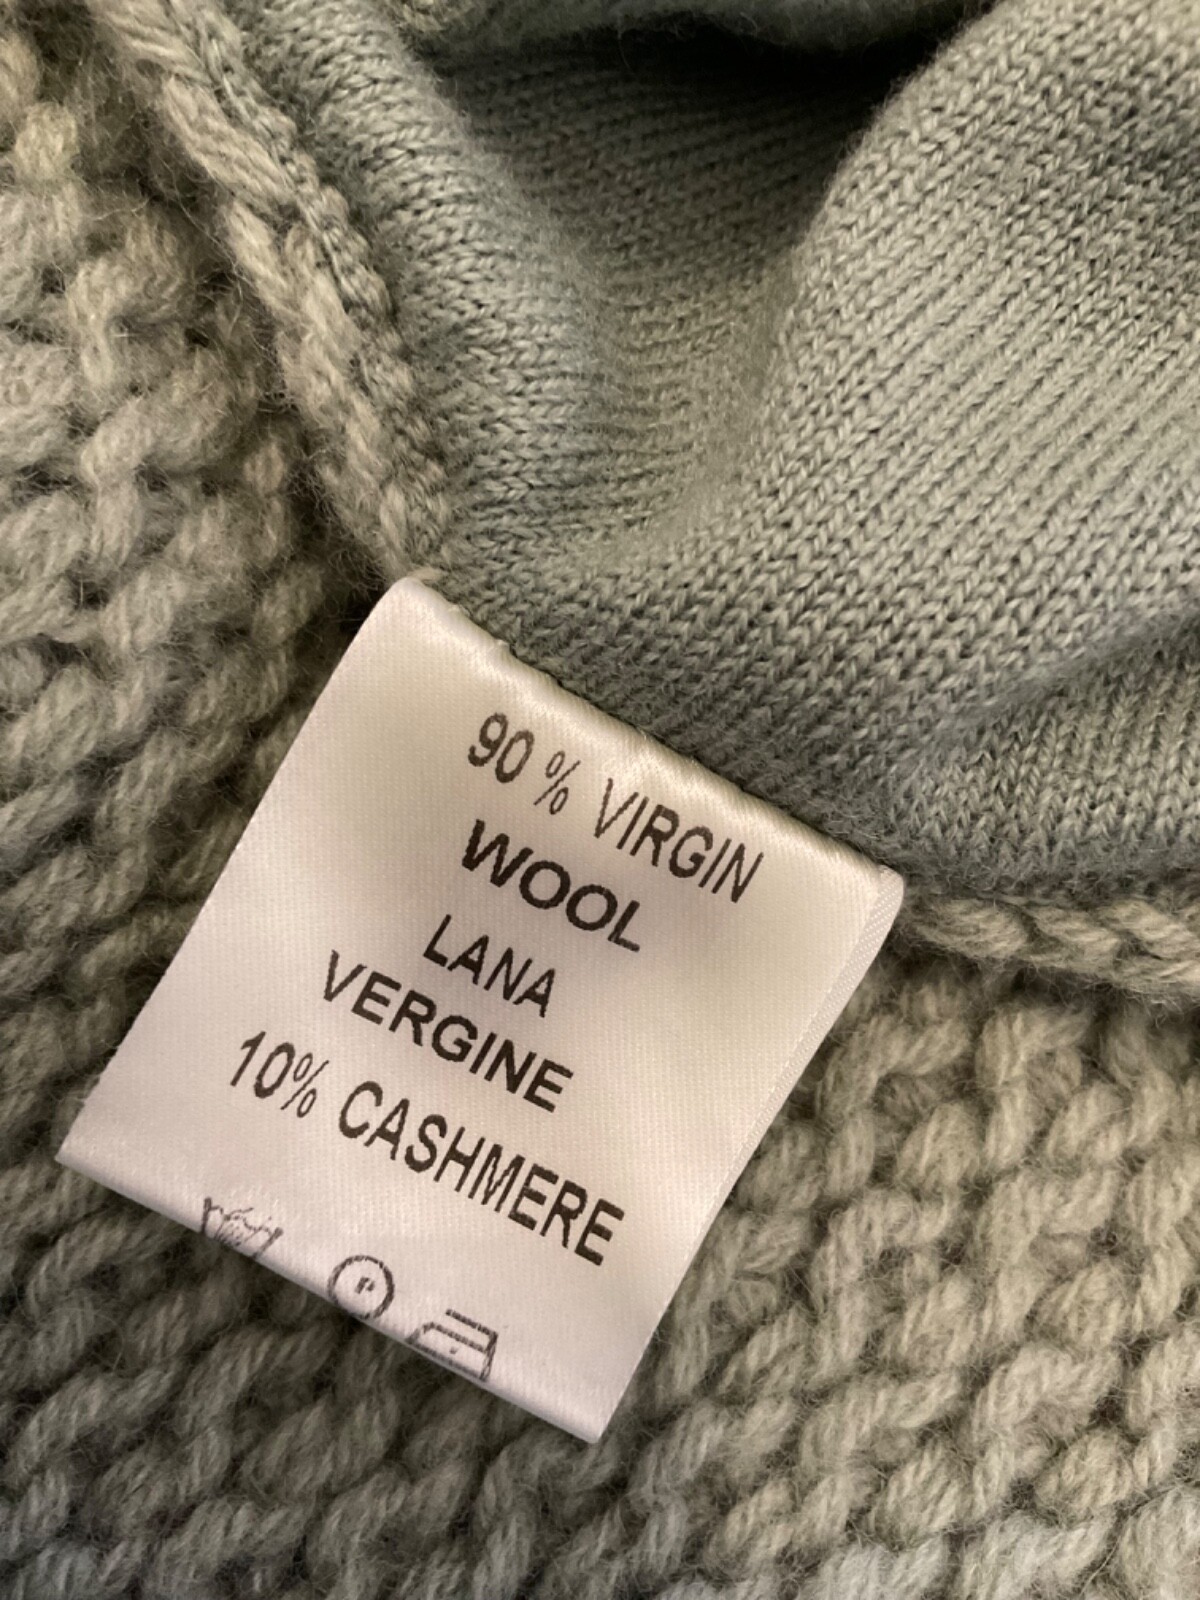 90% VIRGIN
WOOL
LANA
VERGINE
10% CASHMERE
P